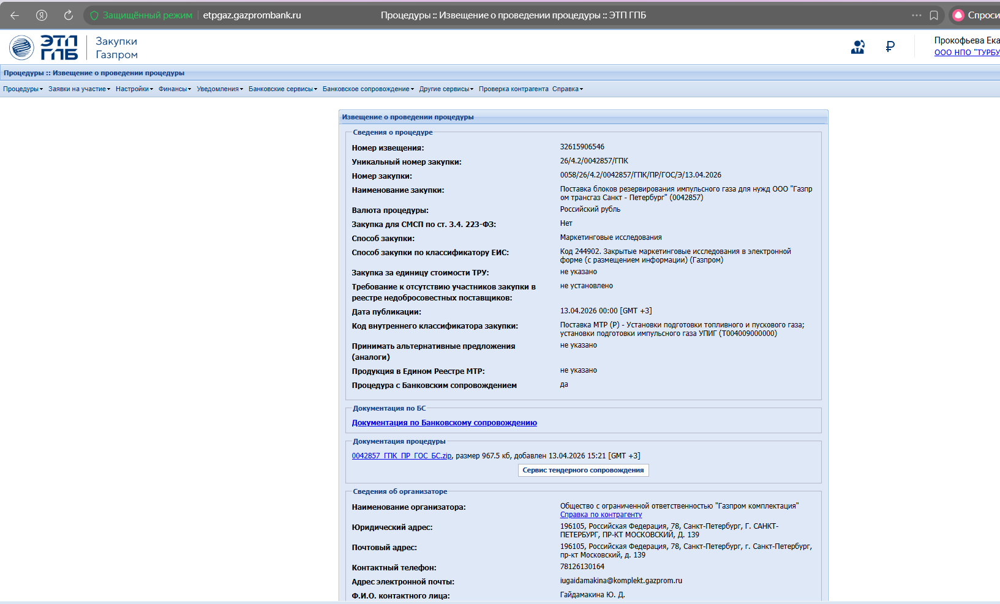 Защищённый режим
etpgaz.gazprombank.ru
Процедуры :: Извещение о проведении процедуры :: ЭТП ГПБ
Спроси
ЭТП
ГПБ
Закупки
Газпром
Прокофьева Ека
ООО НПО "ТУРБУ
Процедуры :: Извещение о проведении процедуры
Процедуры Заявки на участие Настройки Финансы Уведомления Банковские сервисы Банковское сопровождение Другие сервисы Проверка контрагента Справка
Извещение о проведении процедуры
Сведения о процедуре
Номер извещения: 32615906546
Уникальный номер закупки: 26/4.2/0042857/ГПК
Номер закупки: 0058/26/4.2/0042857/ГПК/ПР/ГОС/Э/13.04.2026
Наименование закупки: Поставка блоков резервирования импульсного газа для нужд ООО "Газпр
ом трансгаз Санкт - Петербург" (0042857)
Валюта процедуры: Российский рубль
Закупка для СМСП по ст. 3.4. 223-ФЗ: Нет
Способ закупки: Маркетинговые исследования
Способ закупки по классификатору ЕИС: Код 244902. Закрытые маркетинговые исследования в электронной
форме (с размещением информации) (Газпром)
Закупка за единицу стоимости ТРУ: не указано
Требование к отсутствию участников закупки в
реестре недобросовестных поставщиков: не установлено
Дата публикации: 13.04.2026 00:00 [GMT +3]
Код внутреннего классификатора закупки: Поставка МТР (Р) - Установки подготовки топливного и пускового газа;
установки подготовки импульсного газа УПИГ (Т004009000000)
Принимать альтернативные предложения
(аналоги) не указано
Продукция в Едином Реестре МТР: не указано
Процедура с Банковским сопровождением да
Документация по БС
Документация по Банковскому сопровождению
Документация процедуры
0042857_ГПК_ПР_ГОС_БС.zip, размер 967.5 кб, добавлен 13.04.2026 15:21 [GMT +3]
Сервис тендерного сопровождения
Сведения об организаторе
Наименование организатора: Общество с ограниченной ответственностью "Газпром комплектация"
Справка по контрагенту
Юридический адрес: 196105, Российская Федерация, 78, Санкт-Петербург, Г. САНКТ-
ПЕТЕРБУРГ, ПР-КТ МОСКОВСКИЙ, Д. 139
Почтовый адрес: 196105, Российская Федерация, 78, Санкт-Петербург, г. Санкт-Петербург,
пр-кт Московский, д. 139
Контактный телефон: 78126130164
Адрес электронной почты: iugaidamakina@komplekt.gazprom.ru
Ф.И.О. контактного лица: Гайдамакина Ю. Д.